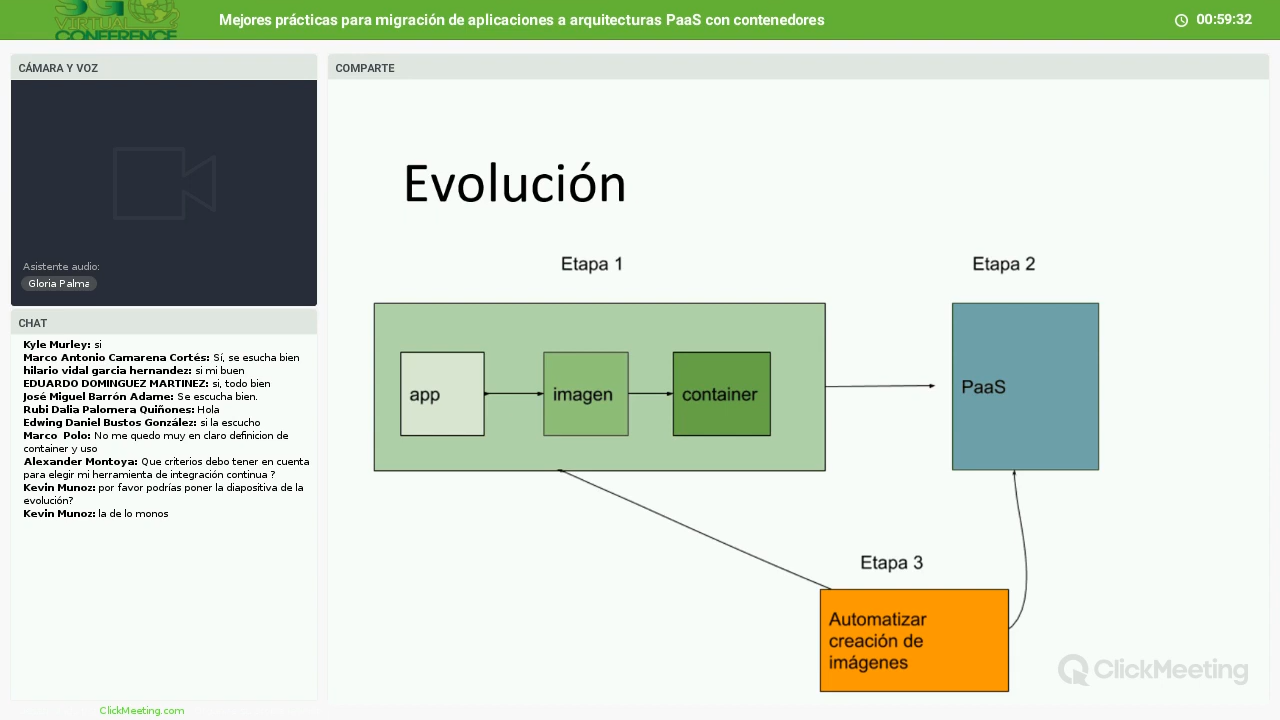 SG
VIRTUAL
CONFERENCE
Mejores prácticas para migración de aplicaciones a arquitecturas PaaS con contenedores
00:59:32
CÁMARA Y VOZ
Asistente audio:
Gloria Palma
CHAT
Kyle Murley: si
Marco Antonio Camarena Cortés: Sí, se escucha bien
hilario vidal garcia hernandez: si mi buen
EDUARDO DOMINGUEZ MARTINEZ: si, todo bien
José Miguel Barrón Adame: Se escucha bien.
Rubi Dalia Palomera Quiñones: Hola
Edwing Daniel Bustos González: si la escucho
Marco Polo: No me quedo muy en claro definicion de
container y uso
Alexander Montoya: Que criterios debo tener en cuenta
para elegir mi herramienta de integración continua ?
Kevin Munoz: por favor podrías poner la diapositiva de la
evolución?
Kevin Munoz: la de lo monos
ClickMeeting.com
COMPARTE
Evolución
Etapa 1
Etapa 2
app
imagen
container
PaaS
Etapa 3
Automatizar
creación de
imágenes
ClickMeeting